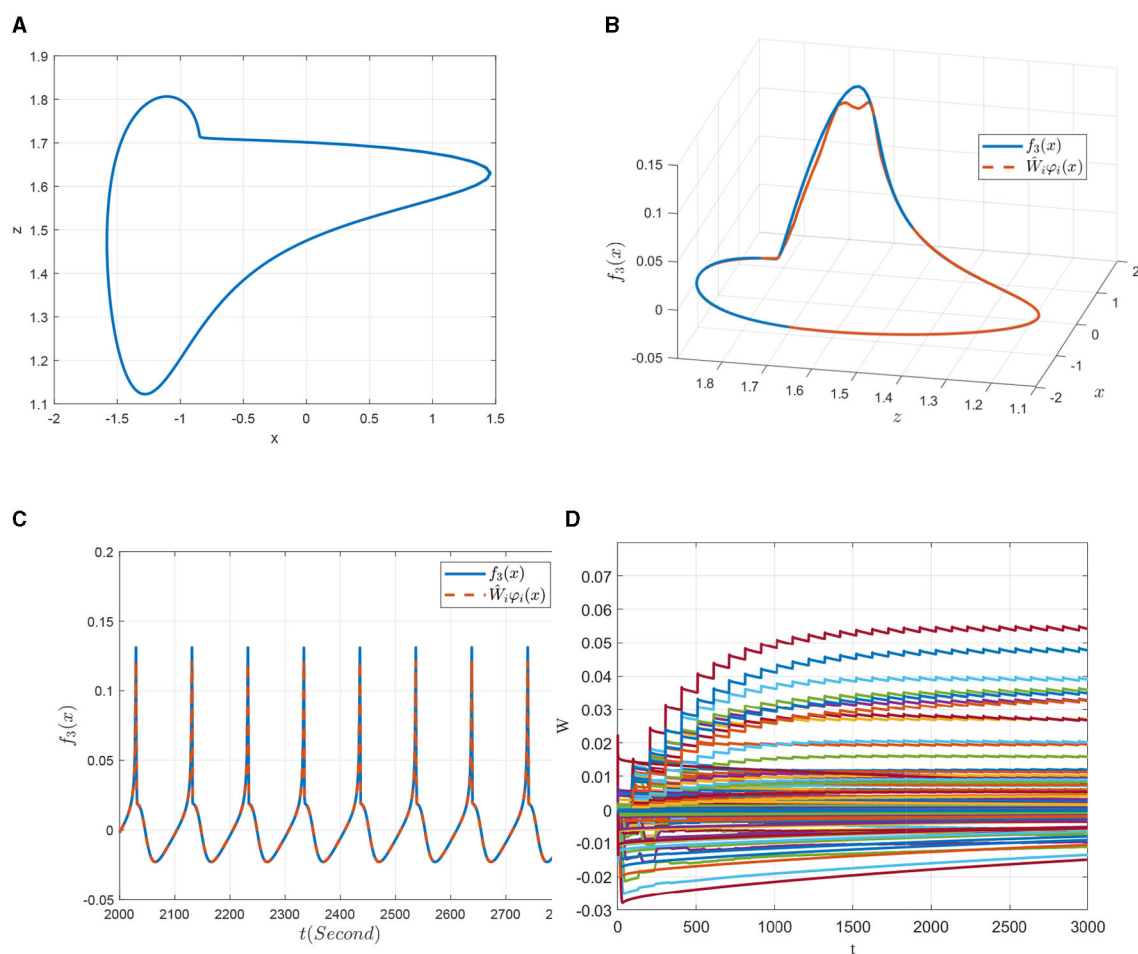 A
1.9
1.8
1.7
1.6
1.5
1.4
1.3
1.2
1.1
z
-2 -1.5 -1 -0.5 0 0.5 1 1.5
x
B
0.15
0.1
0.05
0
-0.05
f₃(x)
1.8 1.7 1.6 1.5 1.4 1.3 1.2 1.1
z
-2
-1
0
1
2
x
f₃(x)
Ŵᵢφᵢ(x)
C
0.2
0.15
0.1
0.05
0
-0.05
f₃(x)
2000 2100 2200 2300 2400 2500 2600 2700 2
t(Second)
f₃(x)
Ŵᵢφᵢ(x)
D
0.07
0.06
0.05
0.04
0.03
0.02
0.01
0
-0.01
-0.02
-0.03
W
0 500 1000 1500 2000 2500 3000
t